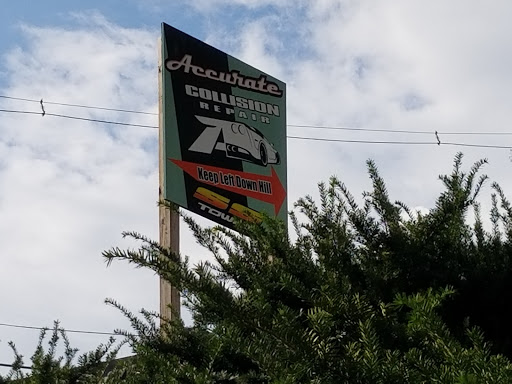 Accurate
COLLISION
REPAIR
A
Keep Left Down Hill